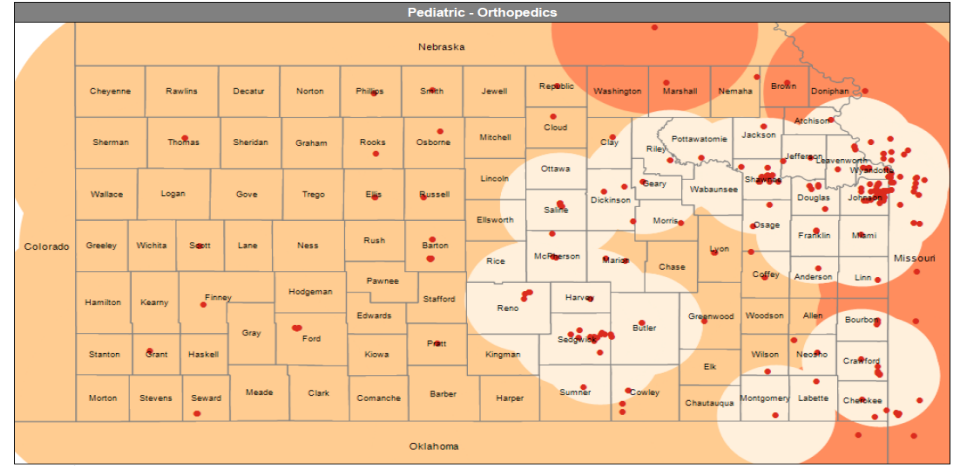 Pediatric - Orthopedics
Nebraska
Cheyenne Rawlins Decatur Norton Phillips Smith Jewell Republic Washington Marshall Nemaha Brown Doniphan
Atchison
Cloud
Sherman Thomas Sheridan Graham Rooks Osborne Mitchell Clay Riley Pottawatomie Jackson
Jefferson Leavenworth
Ottawa Wyandotte
Lincoln Shawnee
Wallace Logan Gove Trego Ellis Russell Dickinson Geary Wabaunsee Douglas Johnson
Saline
Ellsworth Morris Osage
Colorado Greeley Wichita Scott Lane Ness Rush Barton Lyon Franklin Miami
Rice McPherson Marion Chase Missouri
Pawnee Coffey Anderson Linn
Hamilton Kearny Finney Hodgeman Stafford Reno Harvey
Edwards Greenwood Woodson Allen Bourbon
Gray Ford Butler
Stanton Grant Haskell Kiowa Pratt Kingman Sedgwick Wilson Neosho Crawford
Elk
Morton Stevens Seward Meade Clark Comanche Barber Harper Sumner Cowley Chautauqua Montgomery Labette Cherokee
Oklahoma